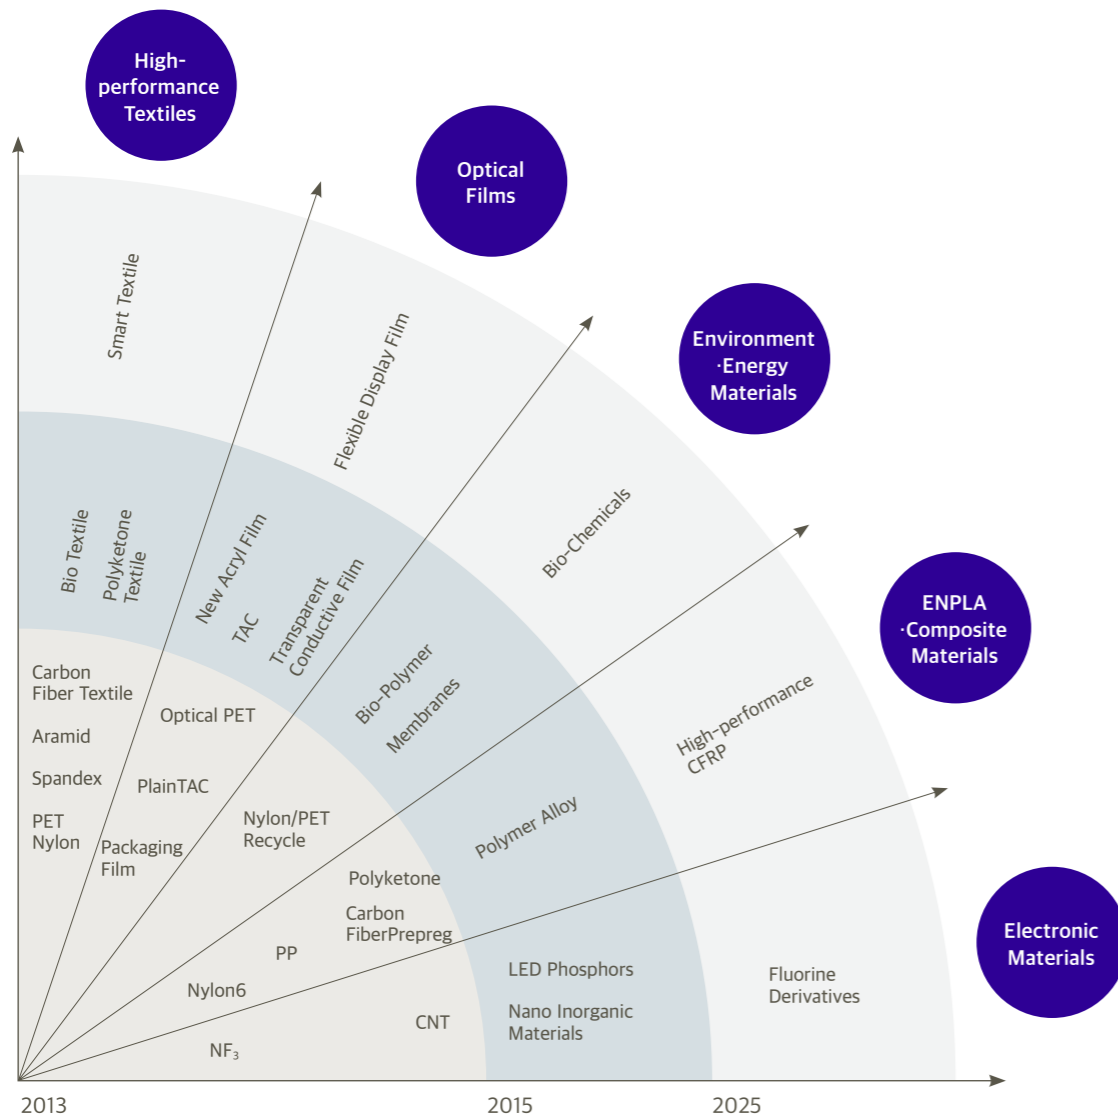 High-
performance
Textiles
Optical
Films
Environment
·Energy
Materials
ENPLA
·Composite
Materials
Electronic
Materials
Smart Textile
Flexible Display Film
Bio-Chemicals
High-performance
CFRP
Fluorine
Derivatives
Bio Textile
Polyketone
Textile
New Acryl Film
TAC
Transparent
Conductive Film
Bio-Polymer
Membranes
Polymer Alloy
LED Phosphors
Nano Inorganic
Materials
Carbon
Fiber Textile
Aramid
Spandex
PET
Nylon
Optical PET
PlainTAC
Packaging
Film
Nylon/PET
Recycle
Polyketone
Carbon
FiberPrepreg
PP
Nylon6
CNT
NF₃
2013
2015
2025